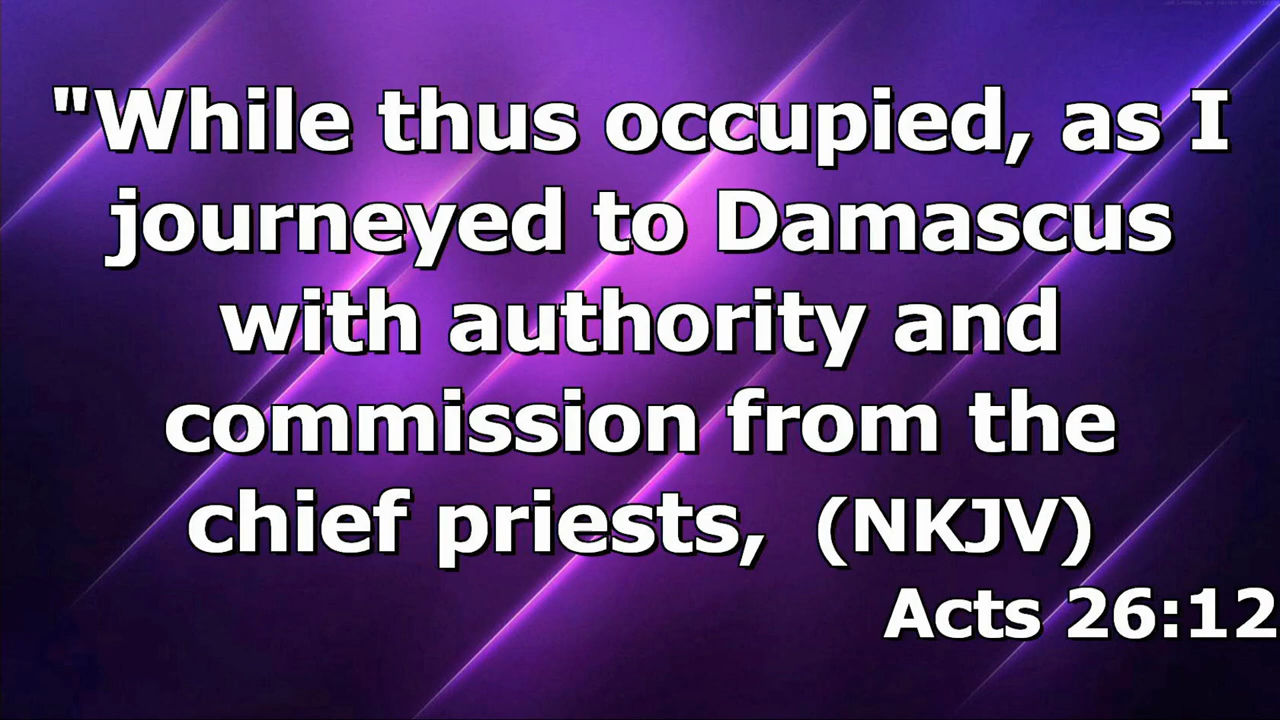 "While thus occupied, as I
journeyed to Damascus
with authority and
commission from the
chief priests,  (NKJV)
Acts 26:12